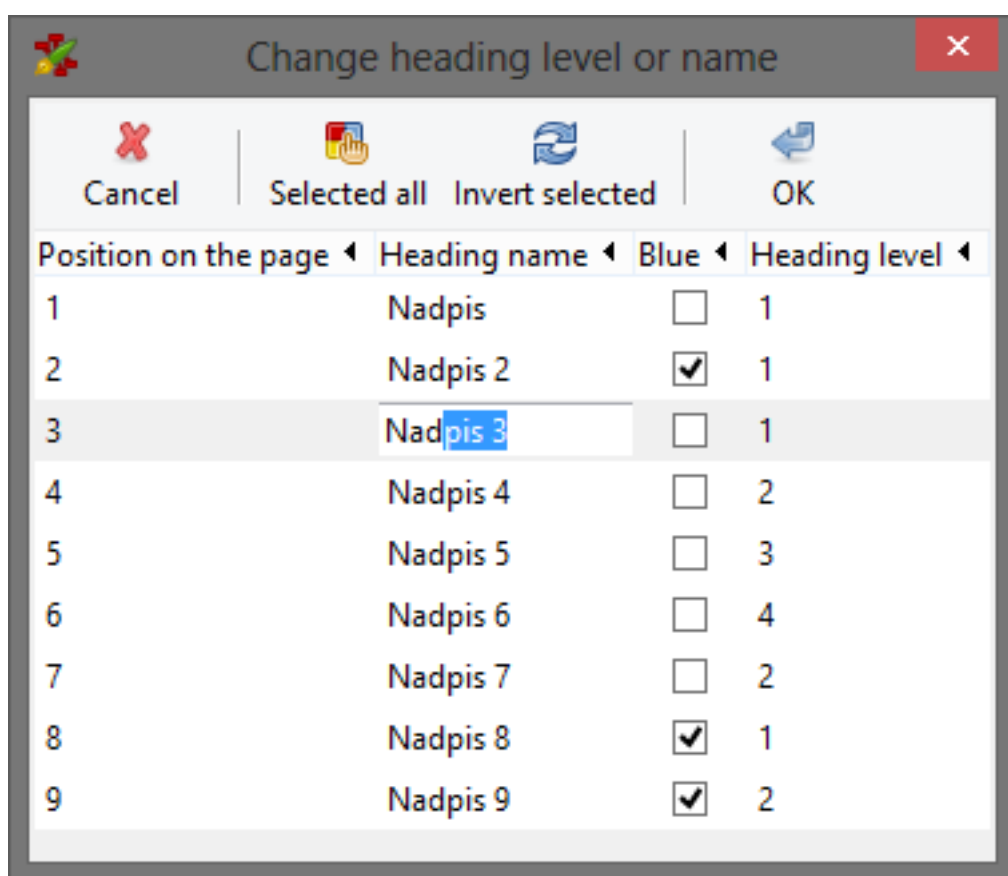 Change heading level or name
Cancel Selected all Invert selected OK
Position on the page Heading name Blue Heading level
1 Nadpis 1
2 Nadpis 2 1
3 Nadpis 3 1
4 Nadpis 4 2
5 Nadpis 5 3
6 Nadpis 6 4
7 Nadpis 7 2
8 Nadpis 8 1
9 Nadpis 9 2